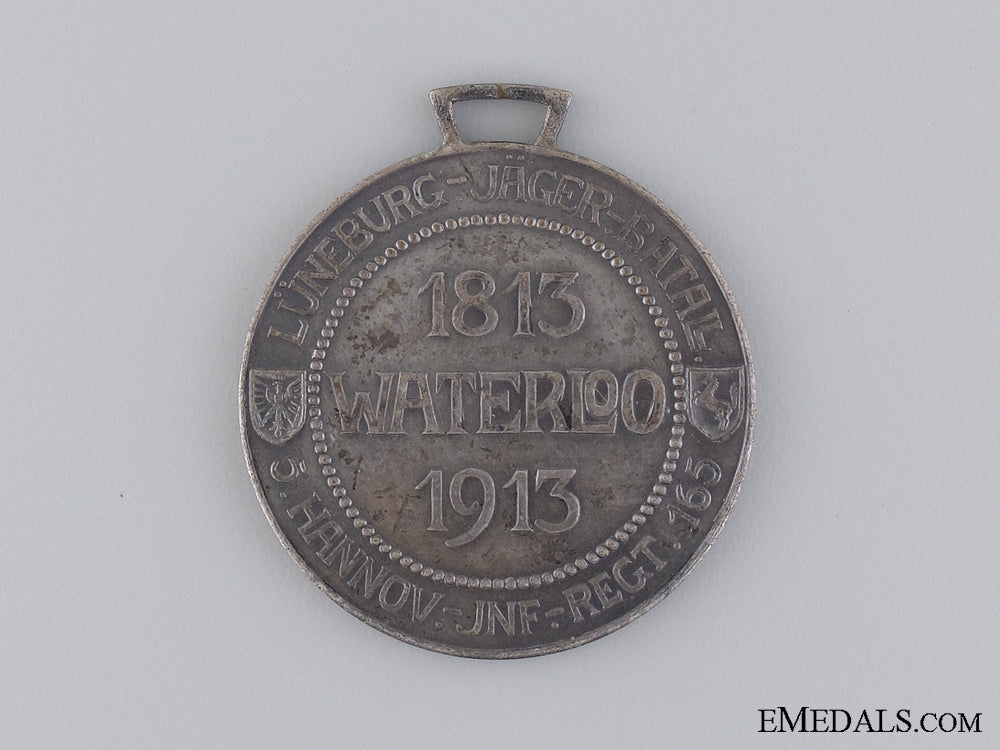 LÜNEBURG-JÄGER-BATAIL.
1813
WATERLOO
1913
5. HANNOV.-JNF.-REGT. 165
EMEDALS.COM